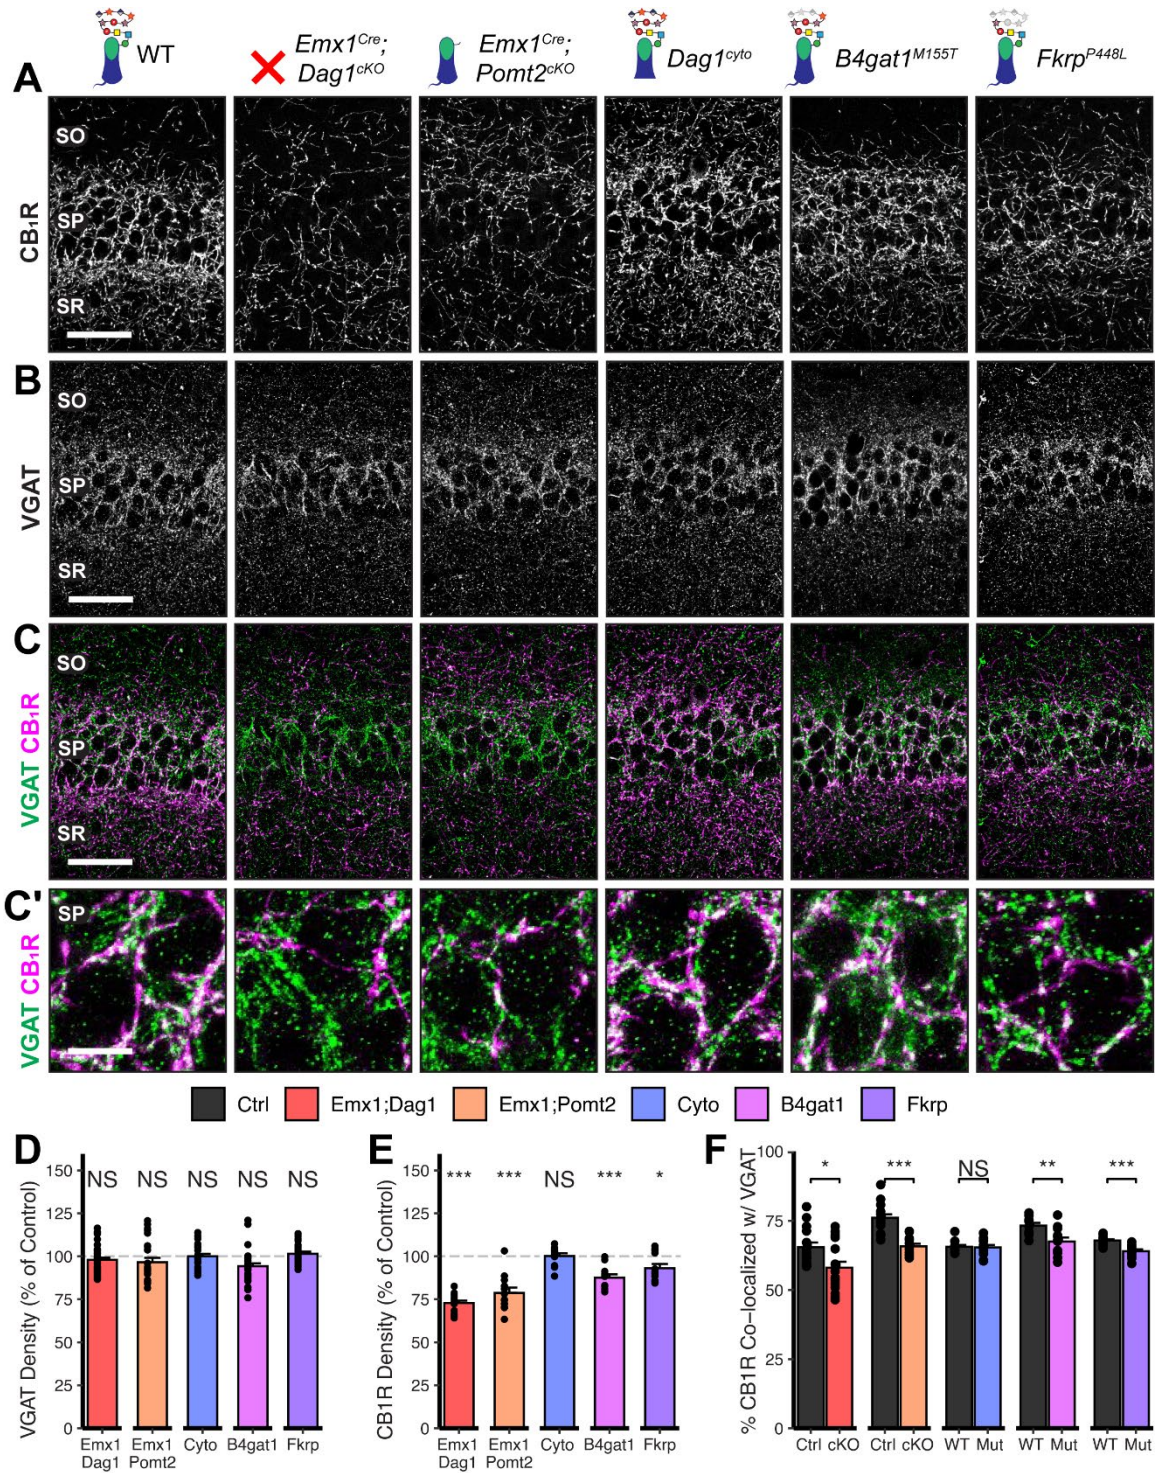 WT
Emx1Cre;
Dag1cKO
Emx1Cre;
Pomt2cKO
Dag1cyto
B4gat1M155T
FkrpP448L
A
CB1R
SO
SP
SR
B
VGAT
SO
SP
SR
C
VGAT CB1R
SO
SP
SR
C'
VGAT CB1R
SP
Ctrl
Emx1;Dag1
Emx1;Pomt2
Cyto
B4gat1
Fkrp
D
VGAT Density (% of Control)
150
125
100
75
50
25
0
NS NS NS NS NS
Emx1 Emx1 Cyto B4gat1 Fkrp
Dag1 Pomt2
E
CB1R Density (% of Control)
150
125
100
75
50
25
0
*** *** NS *** *
Emx1 Emx1 Cyto B4gat1 Fkrp
Dag1 Pomt2
F
% CB1R Co-localized w/ VGAT
100
75
50
25
0
* *** NS ** ***
Ctrl cKO Ctrl cKO WT Mut WT Mut WT Mut